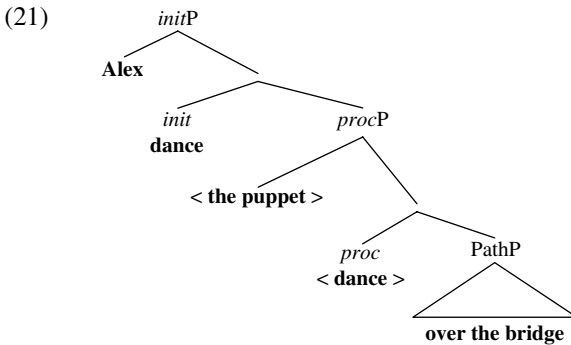 (21)
initP
Alex
init
procP
dance
< the puppet >
proc
PathP
< dance >
over the bridge